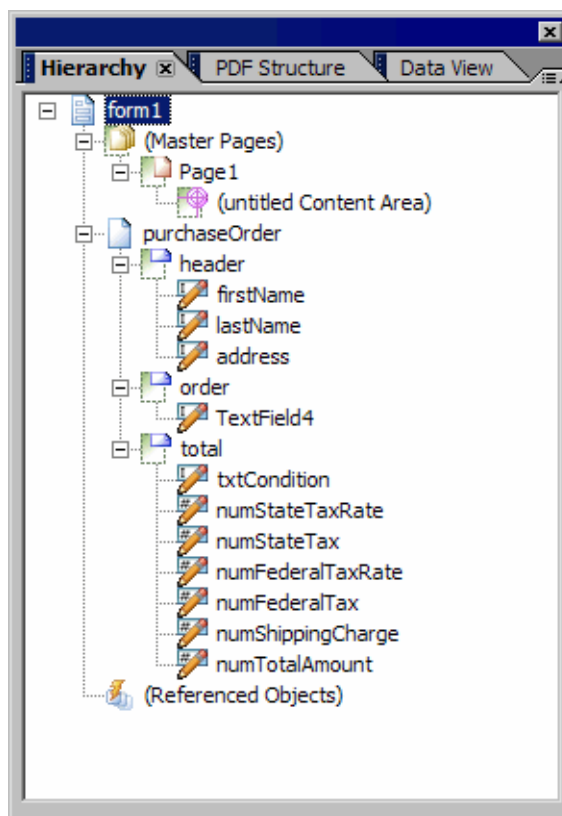 Hierarchy PDF Structure Data View
form1
(Master Pages)
Page1
(untitled Content Area)
purchaseOrder
header
firstName
lastName
address
order
TextField4
total
txtCondition
numStateTaxRate
numStateTax
numFederalTaxRate
numFederalTax
numShippingCharge
numTotalAmount
(Referenced Objects)